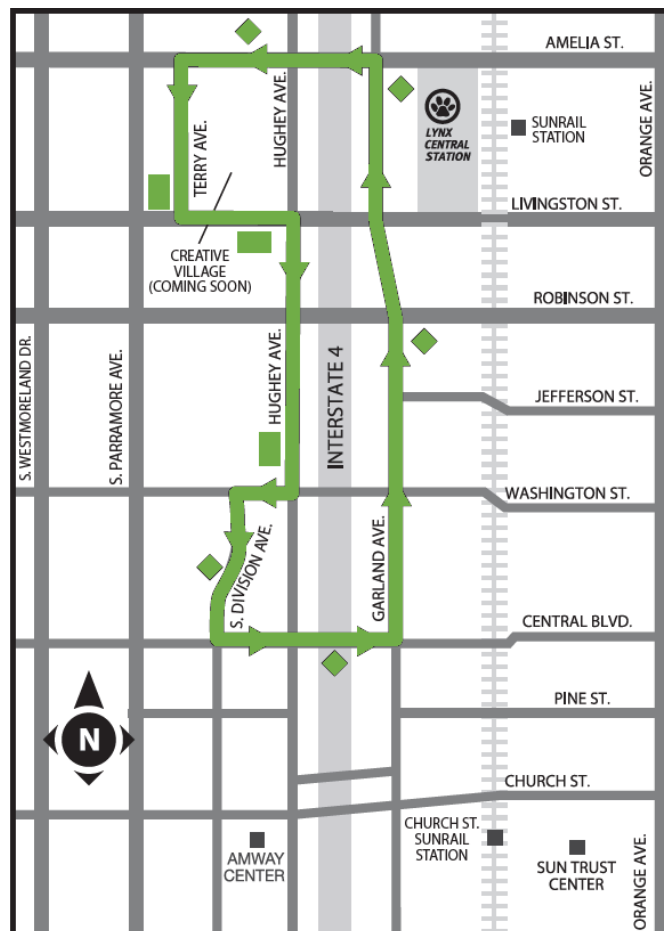 AMELIA ST.
HUGHEY AVE.
TERRY AVE.
LYNX
CENTRAL
STATION
SUNRAIL
STATION
ORANGE AVE.
LIVINGSTON ST.
CREATIVE
VILLAGE
(COMING SOON)
ROBINSON ST.
S. WESTMORELAND DR.
S. PARRAMORE AVE.
HUGHEY AVE.
INTERSTATE 4
JEFFERSON ST.
WASHINGTON ST.
S. DIVISION AVE.
GARLAND AVE.
CENTRAL BLVD.
N
PINE ST.
CHURCH ST.
AMWAY
CENTER
CHURCH ST.
SUNRAIL
STATION
SUN TRUST
CENTER
ORANGE AVE.